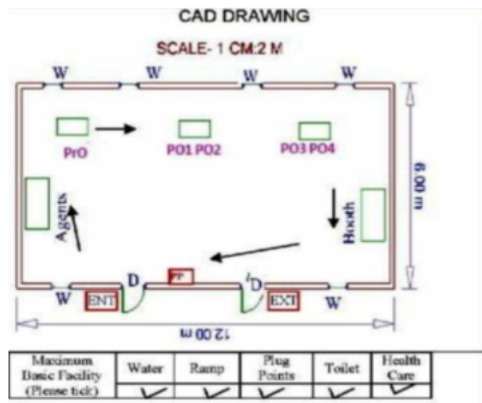 CAD DRAWING
SCALE- 1 CM:2 M
W W W W
PrO PO1 PO2 PO3 PO4
Agents
Booth
6.00 m
PP
D D
W ENT EXT W
12.00 m
Maximum Basic Facility (Please tick) Water Ramp Plug Points Toilet Health Care